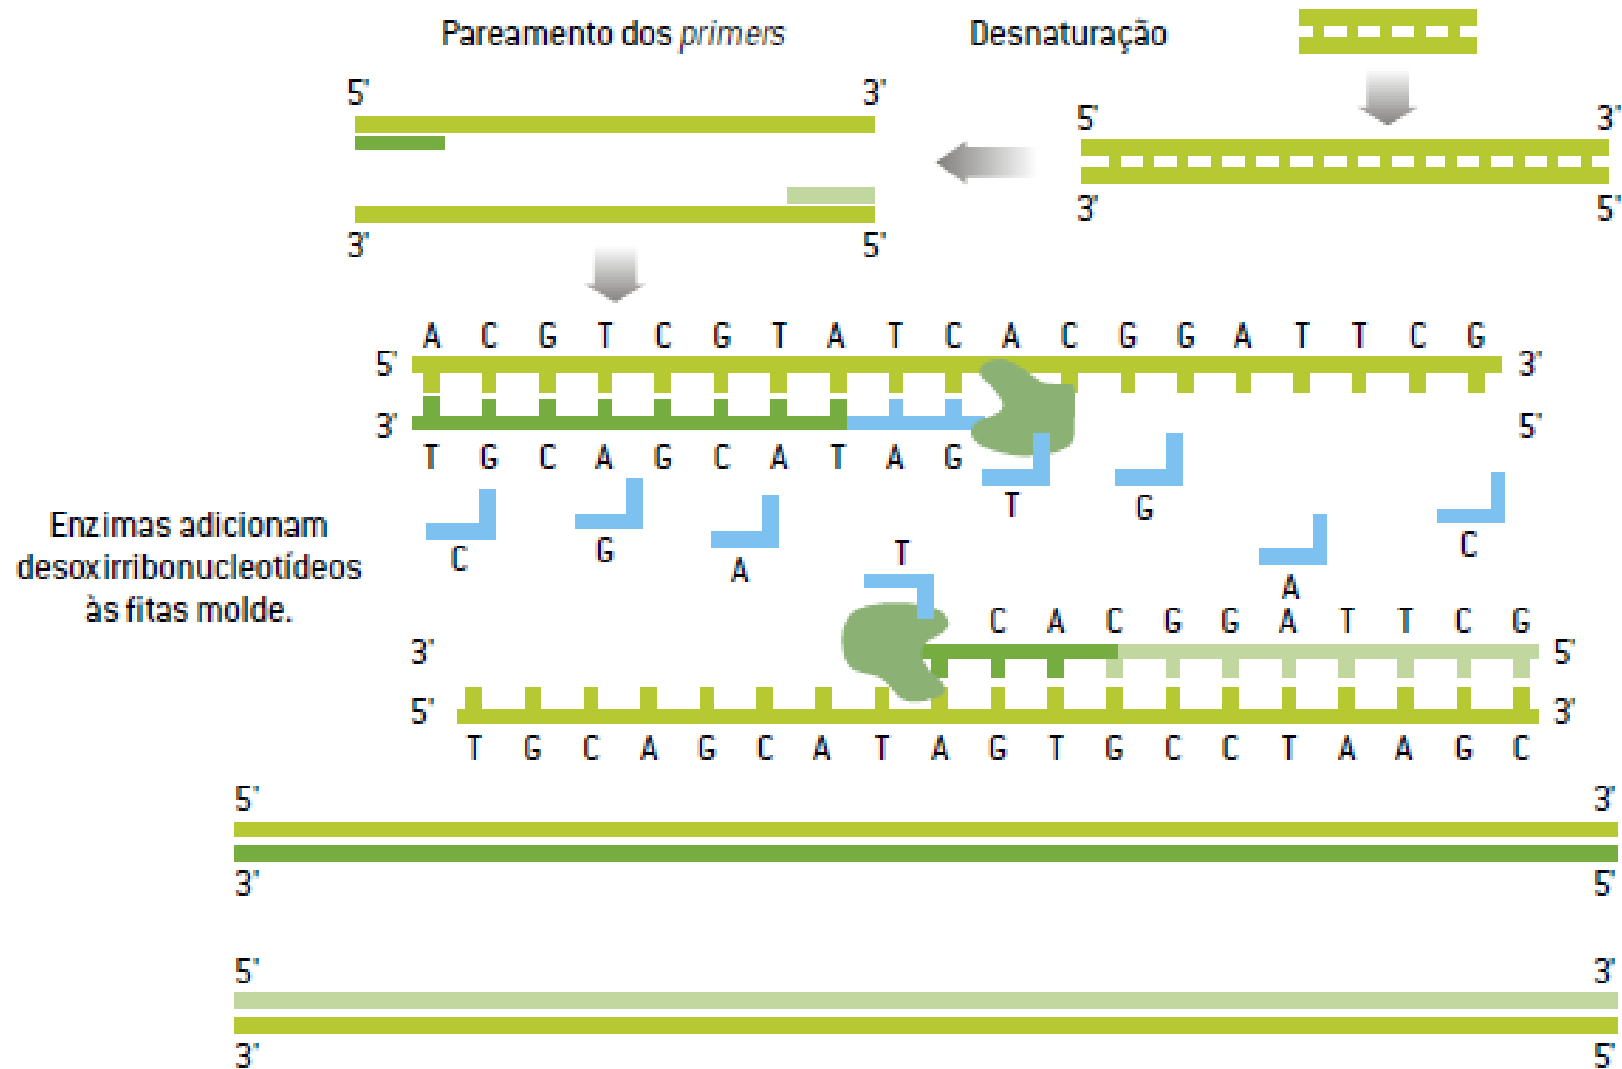 Pareamento dos primers
Desnaturação
5' 3'
3' 5'
5' 3'
3' 5'
A C G T C G T A T C A C G G A T T C G
5' 3'
3' 5'
T G C A G C A T A G
T G
C G A
A C
Enzimas adicionam
desoxirribonucleotídeos
às fitas molde.
T
C A C G G A T T C G
3' 5'
5' 3'
T G C A G C A T A G T G C C T A A G C
5' 3'
3' 5'
5' 3'
3' 5'